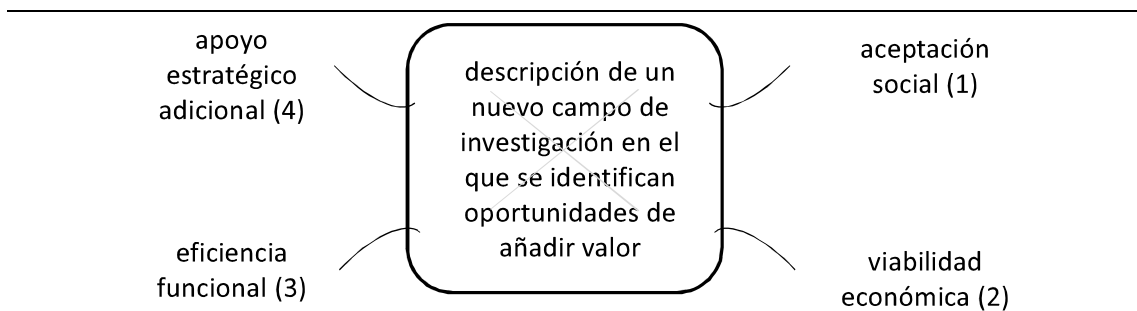 apoyo
estratégico
adicional (4)
descripción de un
nuevo campo de
investigación en el
que se identifican
oportunidades de
añadir valor
aceptación
social (1)
eficiencia
funcional (3)
viabilidad
económica (2)